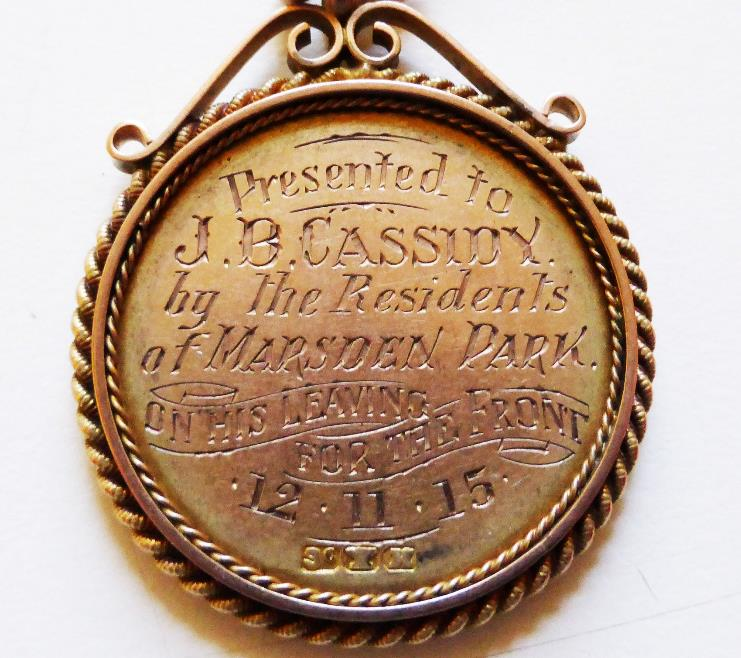 Presented to
J.B. CASSIDY.
by the Residents
of MARSDEN PARK.
ON HIS LEAVING
FOR THE FRONT
·12·11·15·